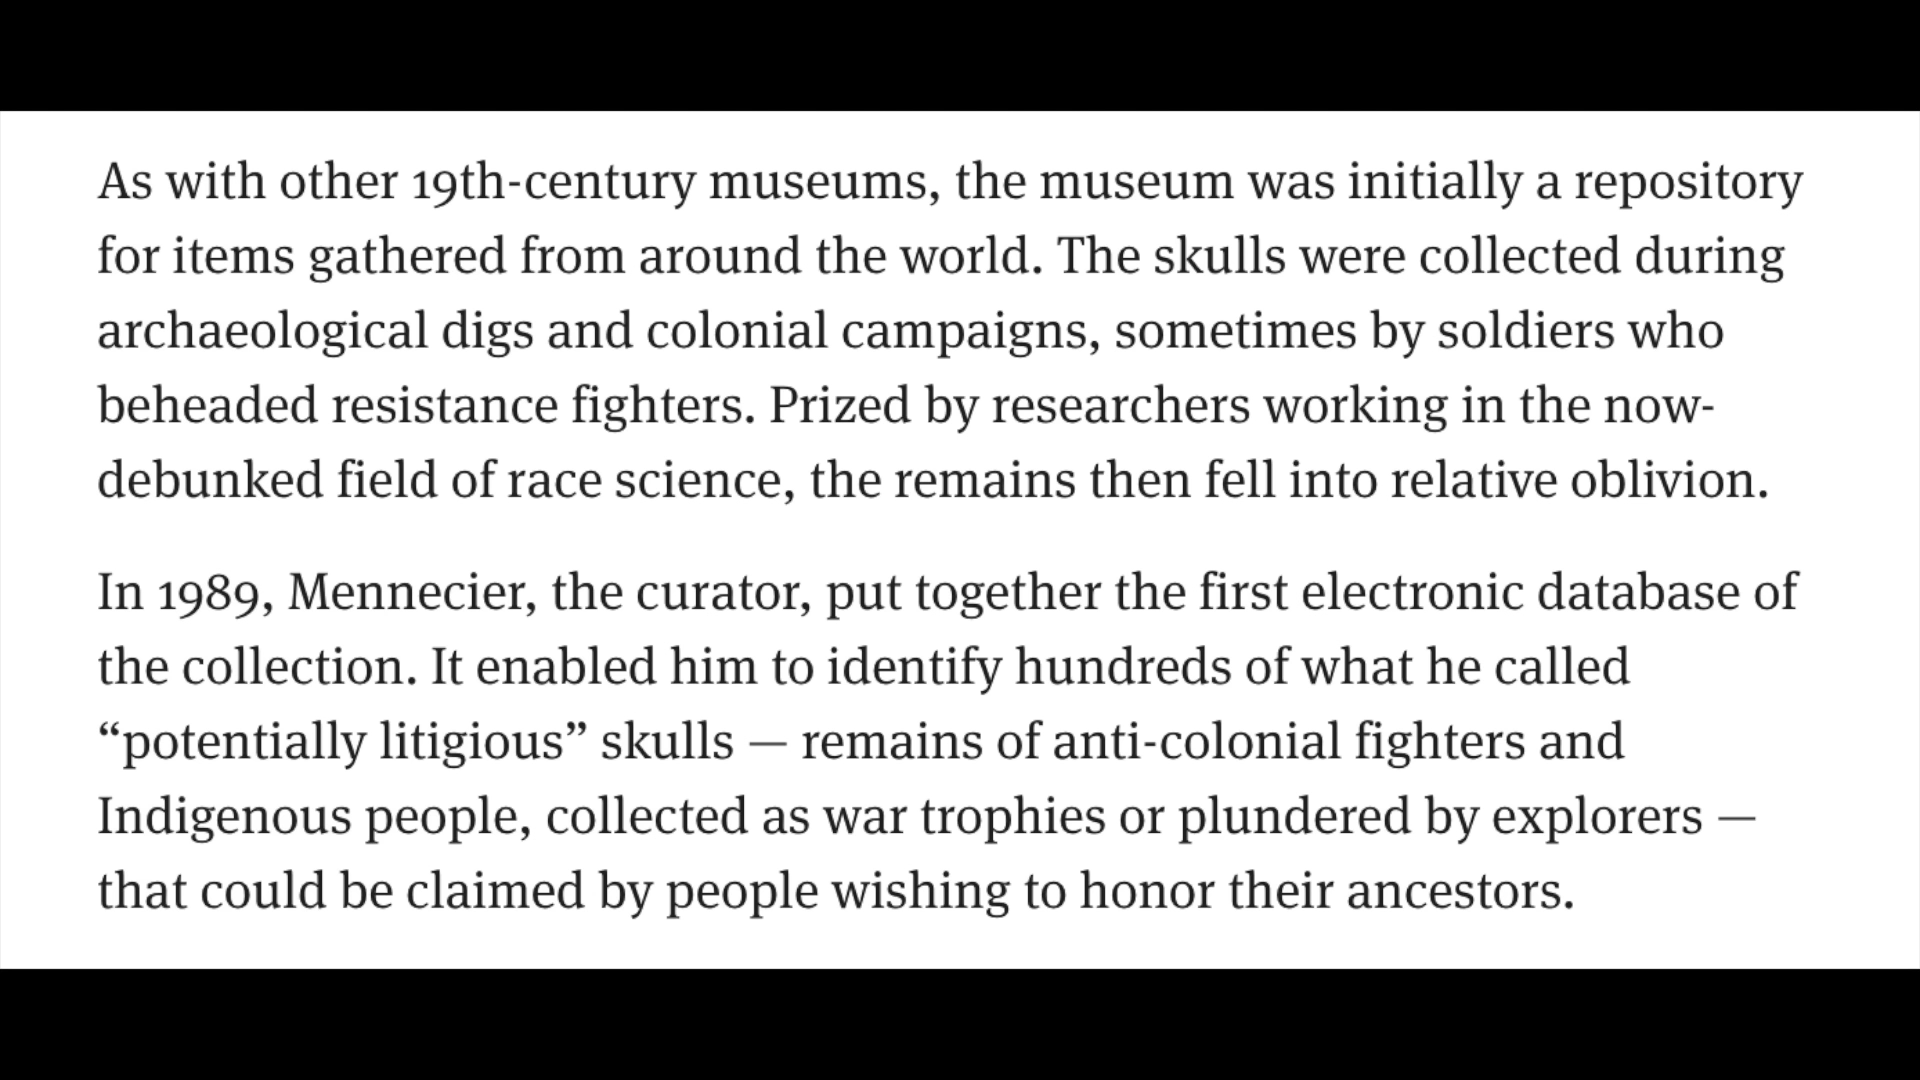 As with other 19th-century museums, the museum was initially a repository
for items gathered from around the world. The skulls were collected during
archaeological digs and colonial campaigns, sometimes by soldiers who
beheaded resistance fighters. Prized by researchers working in the now-
debunked field of race science, the remains then fell into relative oblivion.
In 1989, Mennecier, the curator, put together the first electronic database of
the collection. It enabled him to identify hundreds of what he called
“potentially litigious” skulls — remains of anti-colonial fighters and
Indigenous people, collected as war trophies or plundered by explorers —
that could be claimed by people wishing to honor their ancestors.